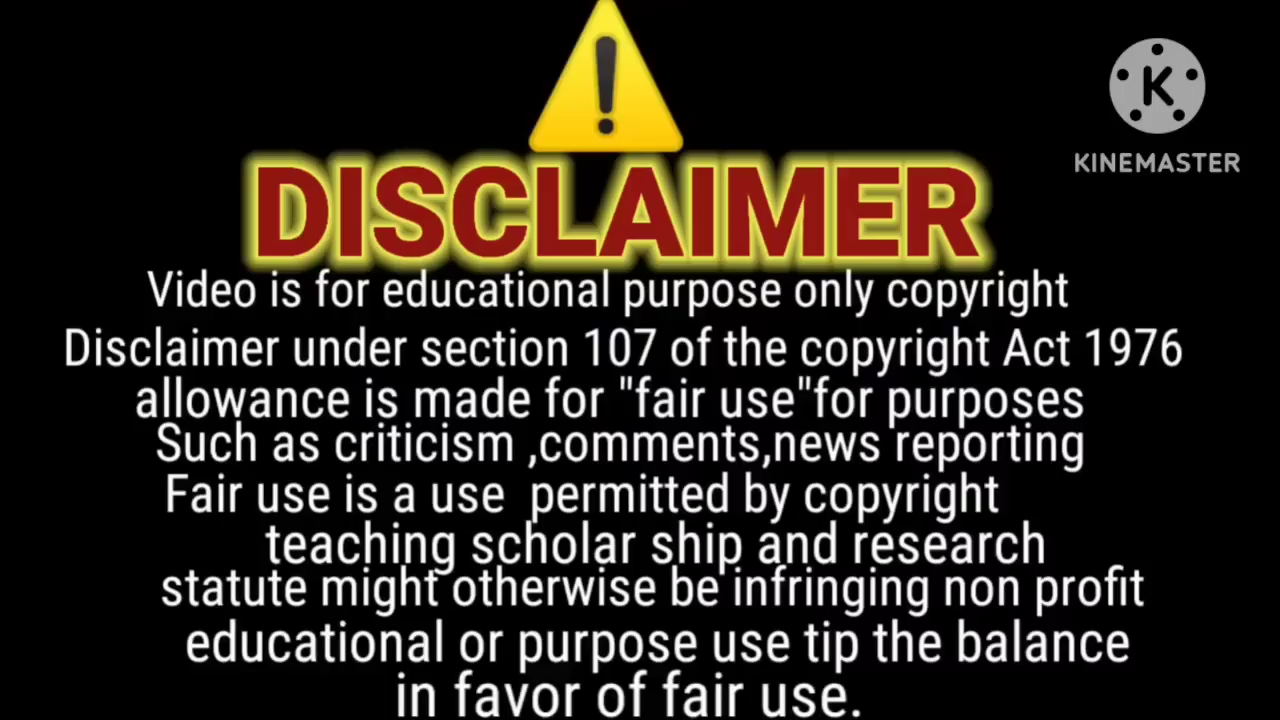 KINEMASTER
DISCLAIMER
Video is for educational purpose only copyright
Disclaimer under section 107 of the copyright Act 1976
allowance is made for "fair use"for purposes
Such as criticism ,comments,news reporting
Fair use is a use permitted by copyright
teaching scholar ship and research
statute might otherwise be infringing non profit
educational or purpose use tip the balance
in favor of fair use.